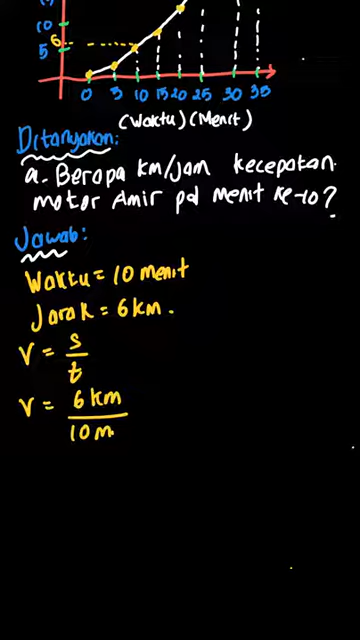 10
6
5
0 5 10 15 20 25 30 35
(Waktu) (Menit)
Ditanyakan:
a. Berapa km/jam kecepatan
motor Amir pd menit ke-10?
Jawab:
Waktu = 10 menit
Jarak = 6 km.
V = s
t
V = 6 km
10 m